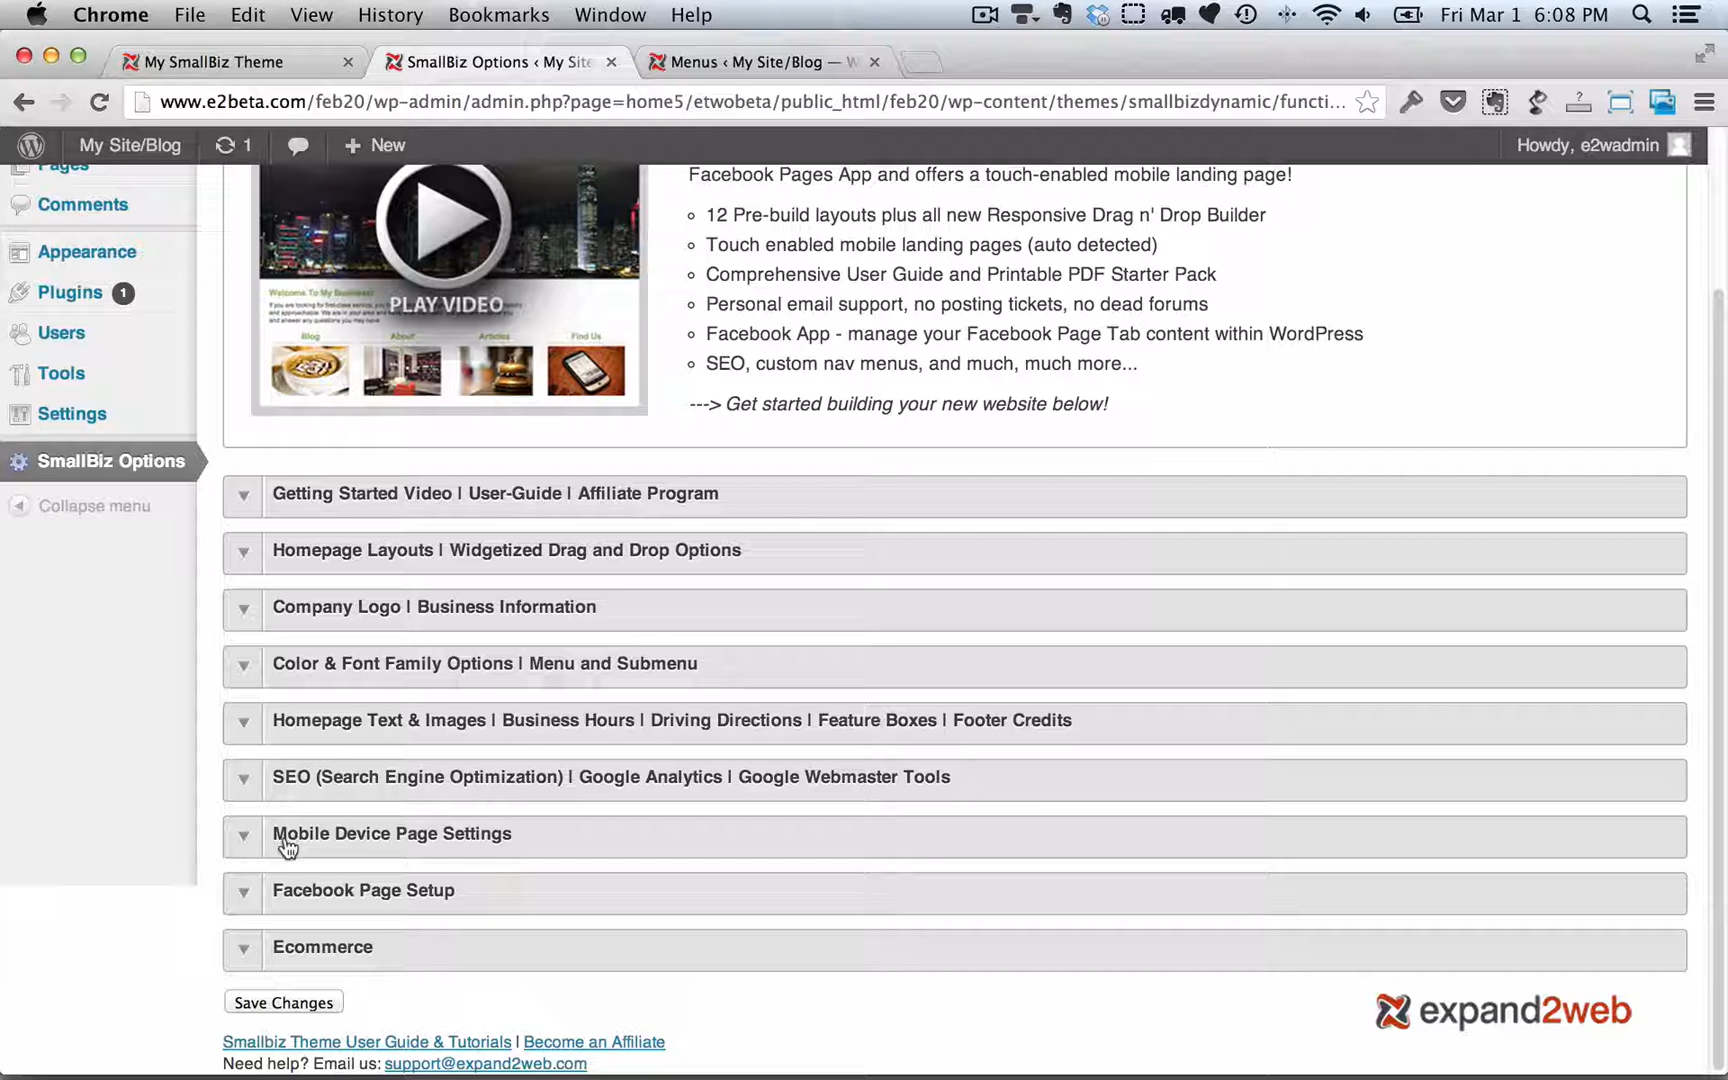 Chrome File Edit View History Bookmarks Window Help Fri Mar 1 6:08 PM
My SmallBiz Theme SmallBiz Options ‹ My Site Menus ‹ My Site/Blog — W
www.e2beta.com/feb20/wp-admin/admin.php?page=home5/etwobeta/public_html/feb20/wp-content/themes/smallbizdynamic/functi...
My Site/Blog 1 + New Howdy, e2wadmin
Pages
Comments
Appearance
Plugins 1
Users
Tools
Settings
SmallBiz Options
Collapse menu
PLAY VIDEO
Welcome To My Business!
Blog About Articles Find Us
Facebook Pages App and offers a touch-enabled mobile landing page!
12 Pre-build layouts plus all new Responsive Drag n' Drop Builder
Touch enabled mobile landing pages (auto detected)
Comprehensive User Guide and Printable PDF Starter Pack
Personal email support, no posting tickets, no dead forums
Facebook App - manage your Facebook Page Tab content within WordPress
SEO, custom nav menus, and much, much more...
---> Get started building your new website below!
Getting Started Video | User-Guide | Affiliate Program
Homepage Layouts | Widgetized Drag and Drop Options
Company Logo | Business Information
Color & Font Family Options | Menu and Submenu
Homepage Text & Images | Business Hours | Driving Directions | Feature Boxes | Footer Credits
SEO (Search Engine Optimization) | Google Analytics | Google Webmaster Tools
Mobile Device Page Settings
Facebook Page Setup
Ecommerce
Save Changes
expand2web
Smallbiz Theme User Guide & Tutorials | Become an Affiliate
Need help? Email us: support@expand2web.com